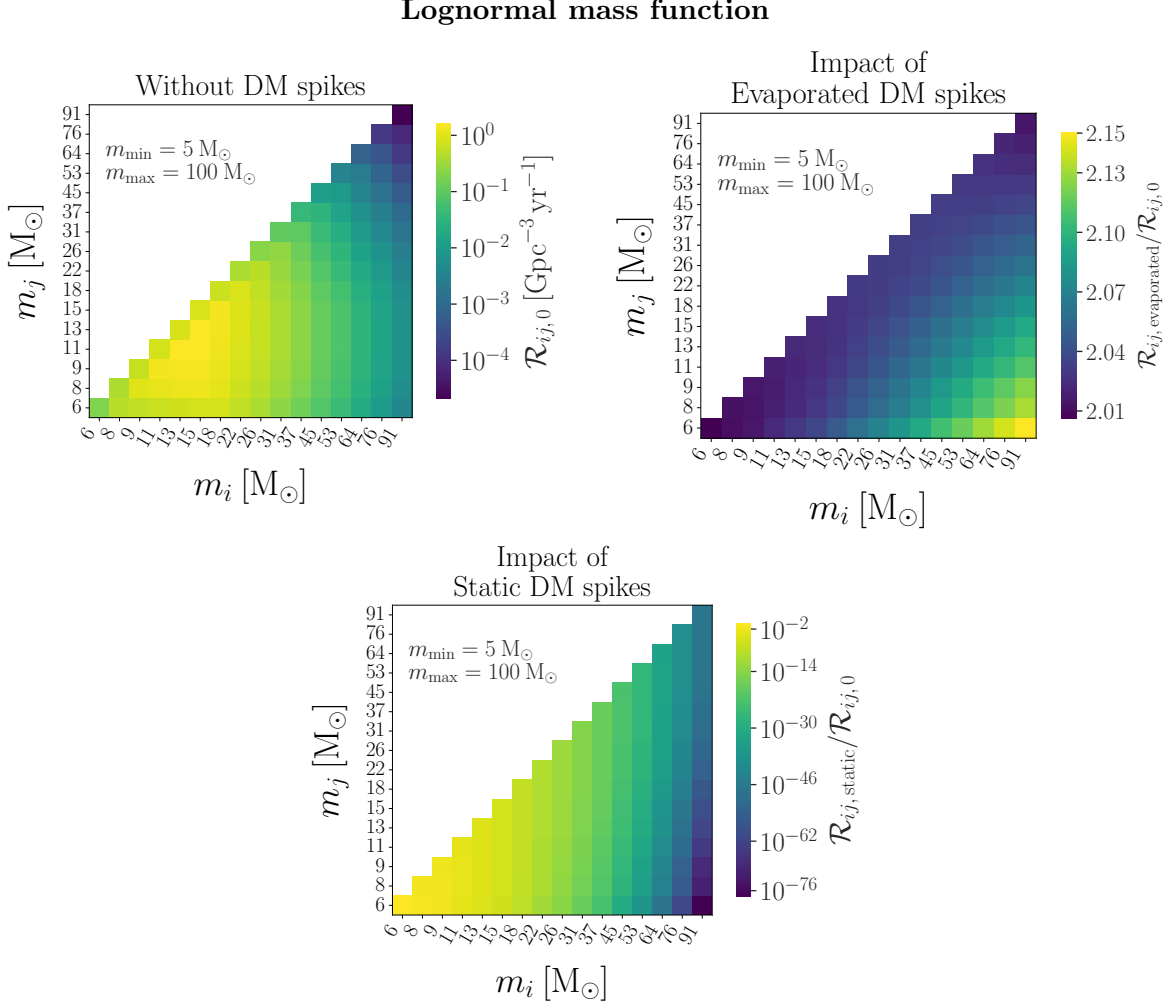 Lognormal mass function
Without DM spikes
m_min = 5 M_⊙
m_max = 100 M_⊙
91
76
64
53
45
37
31
26
22
18
15
13
11
9
8
6
m_j [M_⊙]
6 8 9 11 13 15 18 22 26 31 37 45 53 64 76 91
m_i [M_⊙]
10^0
10^−1
10^−2
10^−3
10^−4
R_ij,0 [Gpc^−3 yr^−1]
Impact of
Evaporated DM spikes
m_min = 5 M_⊙
m_max = 100 M_⊙
91
76
64
53
45
37
31
26
22
18
15
13
11
9
8
6
m_j [M_⊙]
6 8 9 11 13 15 18 22 26 31 37 45 53 64 76 91
m_i [M_⊙]
2.15
2.13
2.10
2.07
2.04
2.01
R_ij,evaporated/R_ij,0
Impact of
Static DM spikes
m_min = 5 M_⊙
m_max = 100 M_⊙
91
76
64
53
45
37
31
26
22
18
15
13
11
9
8
6
m_j [M_⊙]
6 8 9 11 13 15 18 22 26 31 37 45 53 64 76 91
m_i [M_⊙]
10^−2
10^−14
10^−30
10^−46
10^−62
10^−76
R_ij,static/R_ij,0